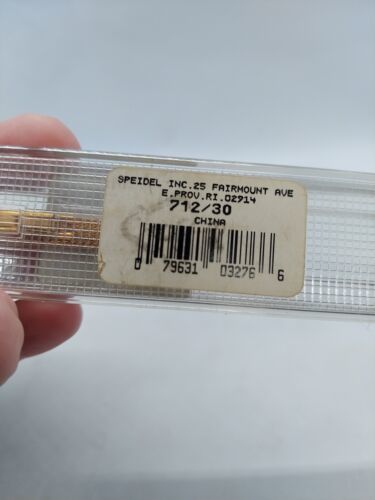 SPEIDEL INC.25 FAIRMOUNT AVE
E.PROV.RI.02914
712/30
CHINA
0 79631 03276 6